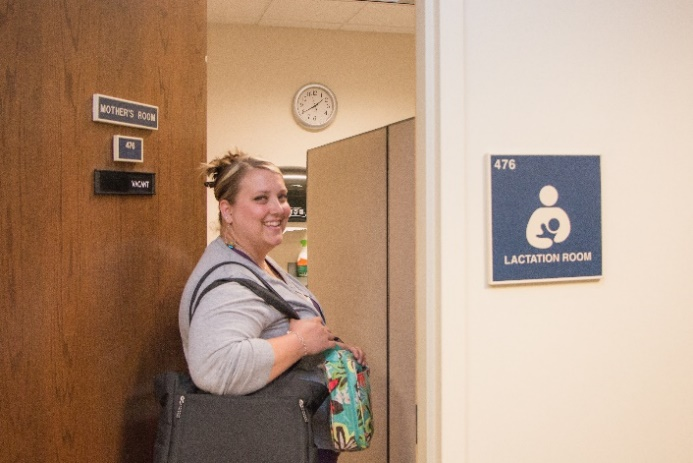 MOTHER'S ROOM
476
VACANT
476
LACTATION ROOM